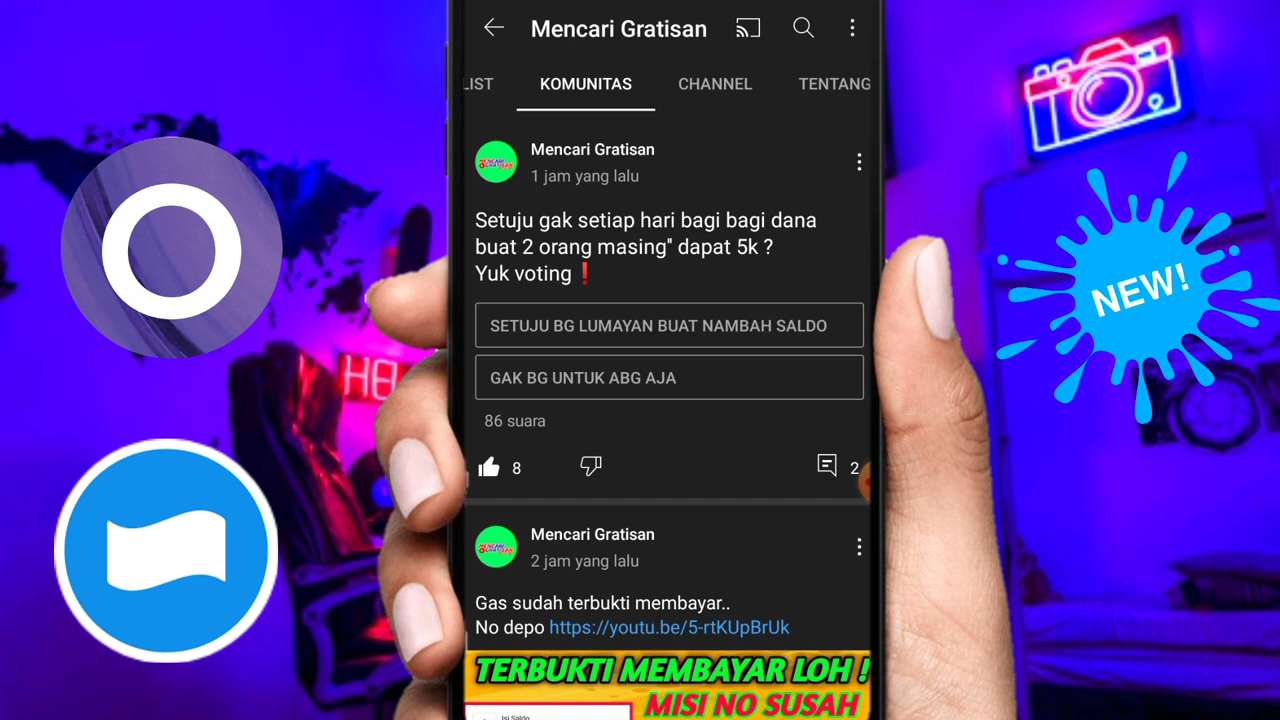 Mencari Gratisan
LIST
KOMUNITAS
CHANNEL
TENTANG
Mencari Gratisan
1 jam yang lalu
Setuju gak setiap hari bagi bagi dana
buat 2 orang masing" dapat 5k ?
Yuk voting❗
SETUJU BG LUMAYAN BUAT NAMBAH SALDO
GAK BG UNTUK ABG AJA
86 suara
8
2
Mencari Gratisan
2 jam yang lalu
Gas sudah terbukti membayar..
No depo https://youtu.be/5-rtKUpBrUk
TERBUKTI MEMBAYAR LOH !
MISI NO SUSAH
Isi Saldo
NEW!